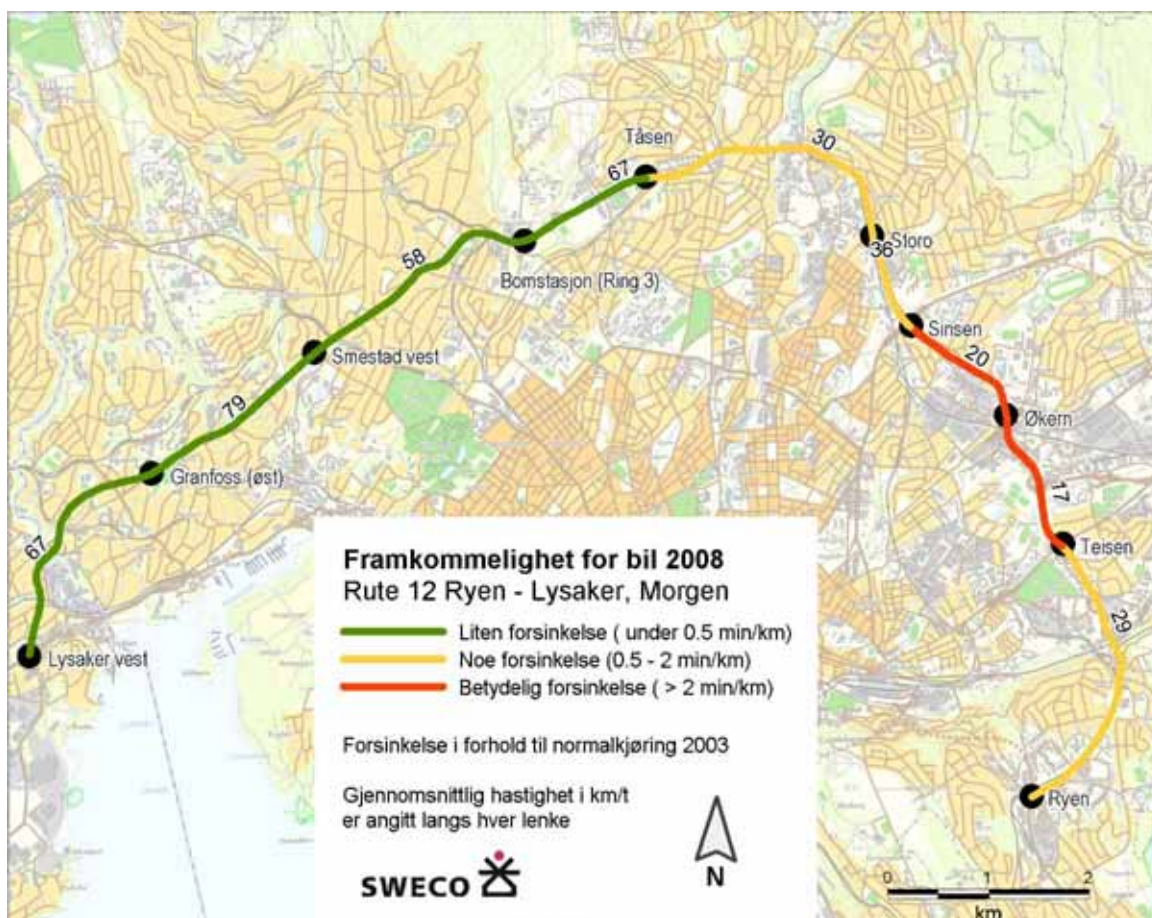 Tåsen
67
30
58
Bomstasjon (Ring 3)
Storo
36
Sinsen
Smestad vest
20
79
Økern
Granfoss (øst)
17
67
Teisen
Framkommelighet for bil 2008
Rute 12 Ryen - Lysaker, Morgen
Liten forsinkelse ( under 0.5 min/km)
Noe forsinkelse (0.5 - 2 min/km)
Betydelig forsinkelse ( > 2 min/km)
29
Lysaker vest
Forsinkelse i forhold til normalkjøring 2003
Gjennomsnittlig hastighet i km/t
er angitt langs hver lenke
Ryen
SWECO
N
0 1 2
km